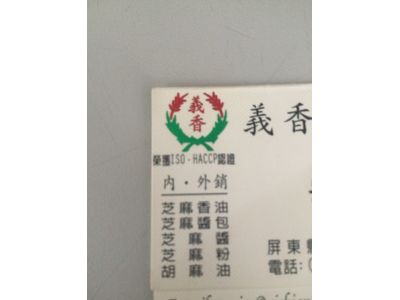 義香
義香
榮獲ISO‧HACCP認證
內‧外銷
芝麻香油
芝麻醬包
芝麻醬
芝麻粉
胡麻油
屏東縣
電話:(